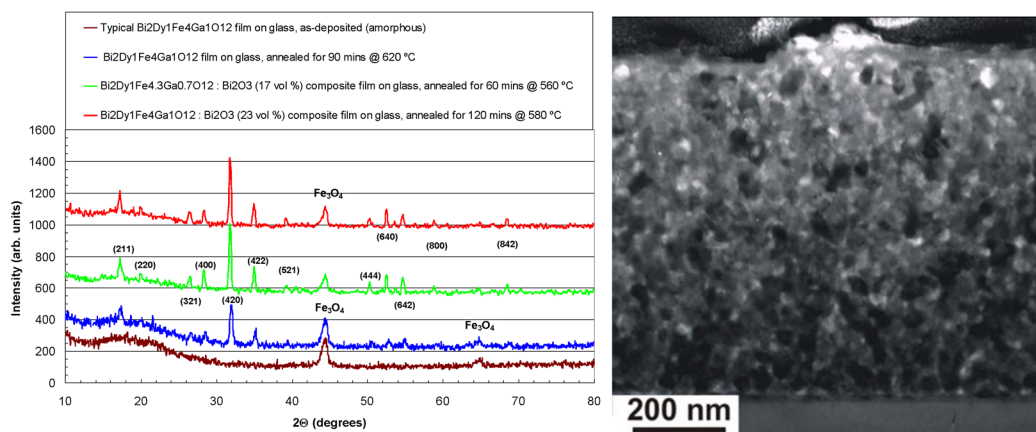 Typical Bi2Dy1Fe4Ga1O12 film on glass, as-deposited (amorphous)
Bi2Dy1Fe4Ga1O12 film on glass, annealed for 90 mins @ 620 ºC
Bi2Dy1Fe4.3Ga0.7O12 : Bi2O3 (17 vol %) composite film on glass, annealed for 60 mins @ 560 ºC
Bi2Dy1Fe4Ga1O12 : Bi2O3 (23 vol %) composite film on glass, annealed for 120 mins @ 580 ºC
Intensity (arb. units)
1600
1400
1200
1000
800
600
400
200
0
Fe₃O₄
(640)
(800)
(842)
(211)
(220)
(321)
(400)
(420)
(422)
(521)
(444)
(642)
Fe₃O₄
Fe₃O₄
10
20
30
40
50
60
70
80
2Θ (degrees)
200 nm